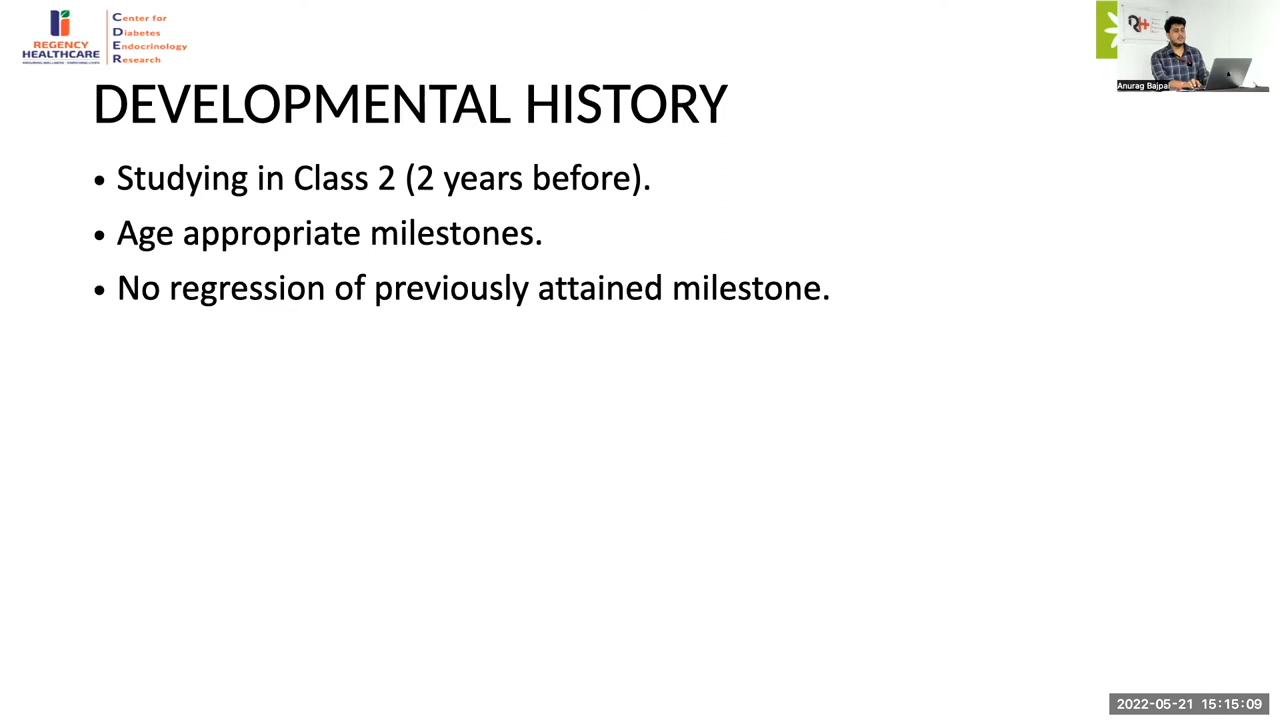 REGENCY
HEALTHCARE
Center for
Diabetes
Endocrinology
Research
RH+
Anurag Bajpai
DEVELOPMENTAL HISTORY
• Studying in Class 2 (2 years before).
• Age appropriate milestones.
• No regression of previously attained milestone.
2022-05-21 15:15:09